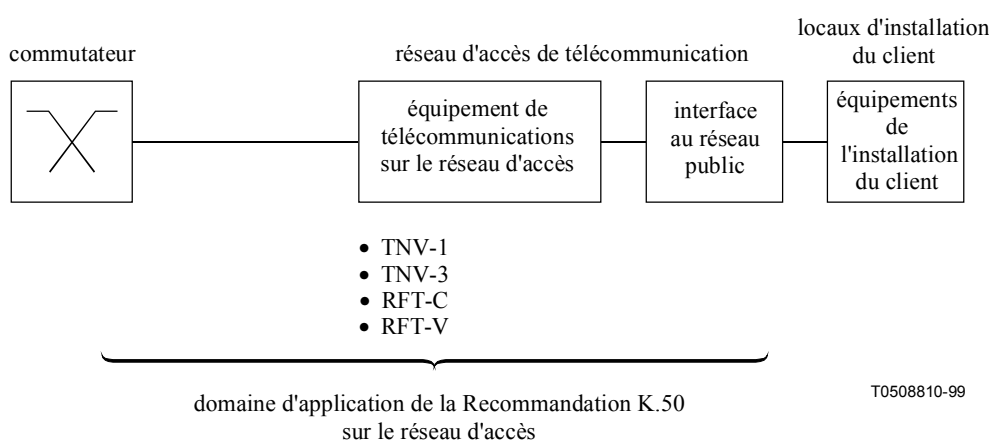 commutateur
réseau d'accès de télécommunication
locaux d'installation
du client
équipement de
télécommunications
sur le réseau d'accès
interface
au réseau
public
équipements
de
l'installation
du client
• TNV-1
• TNV-3
• RFT-C
• RFT-V
domaine d'application de la Recommandation K.50
sur le réseau d'accès
T0508810-99